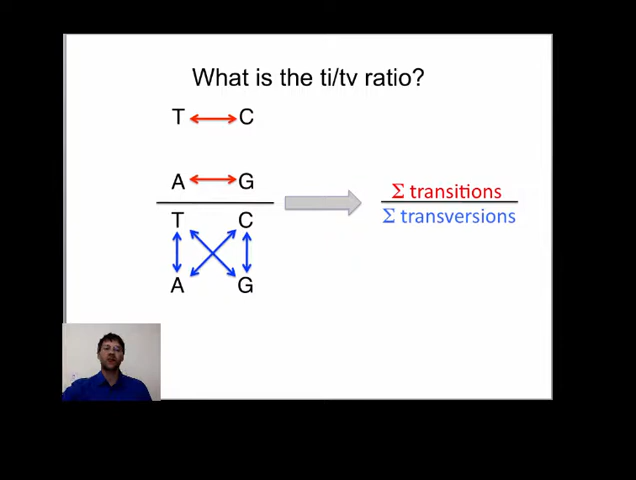 What is the ti/tv ratio?
T C
A G
Σ transitions
Σ transversions
T C
A G